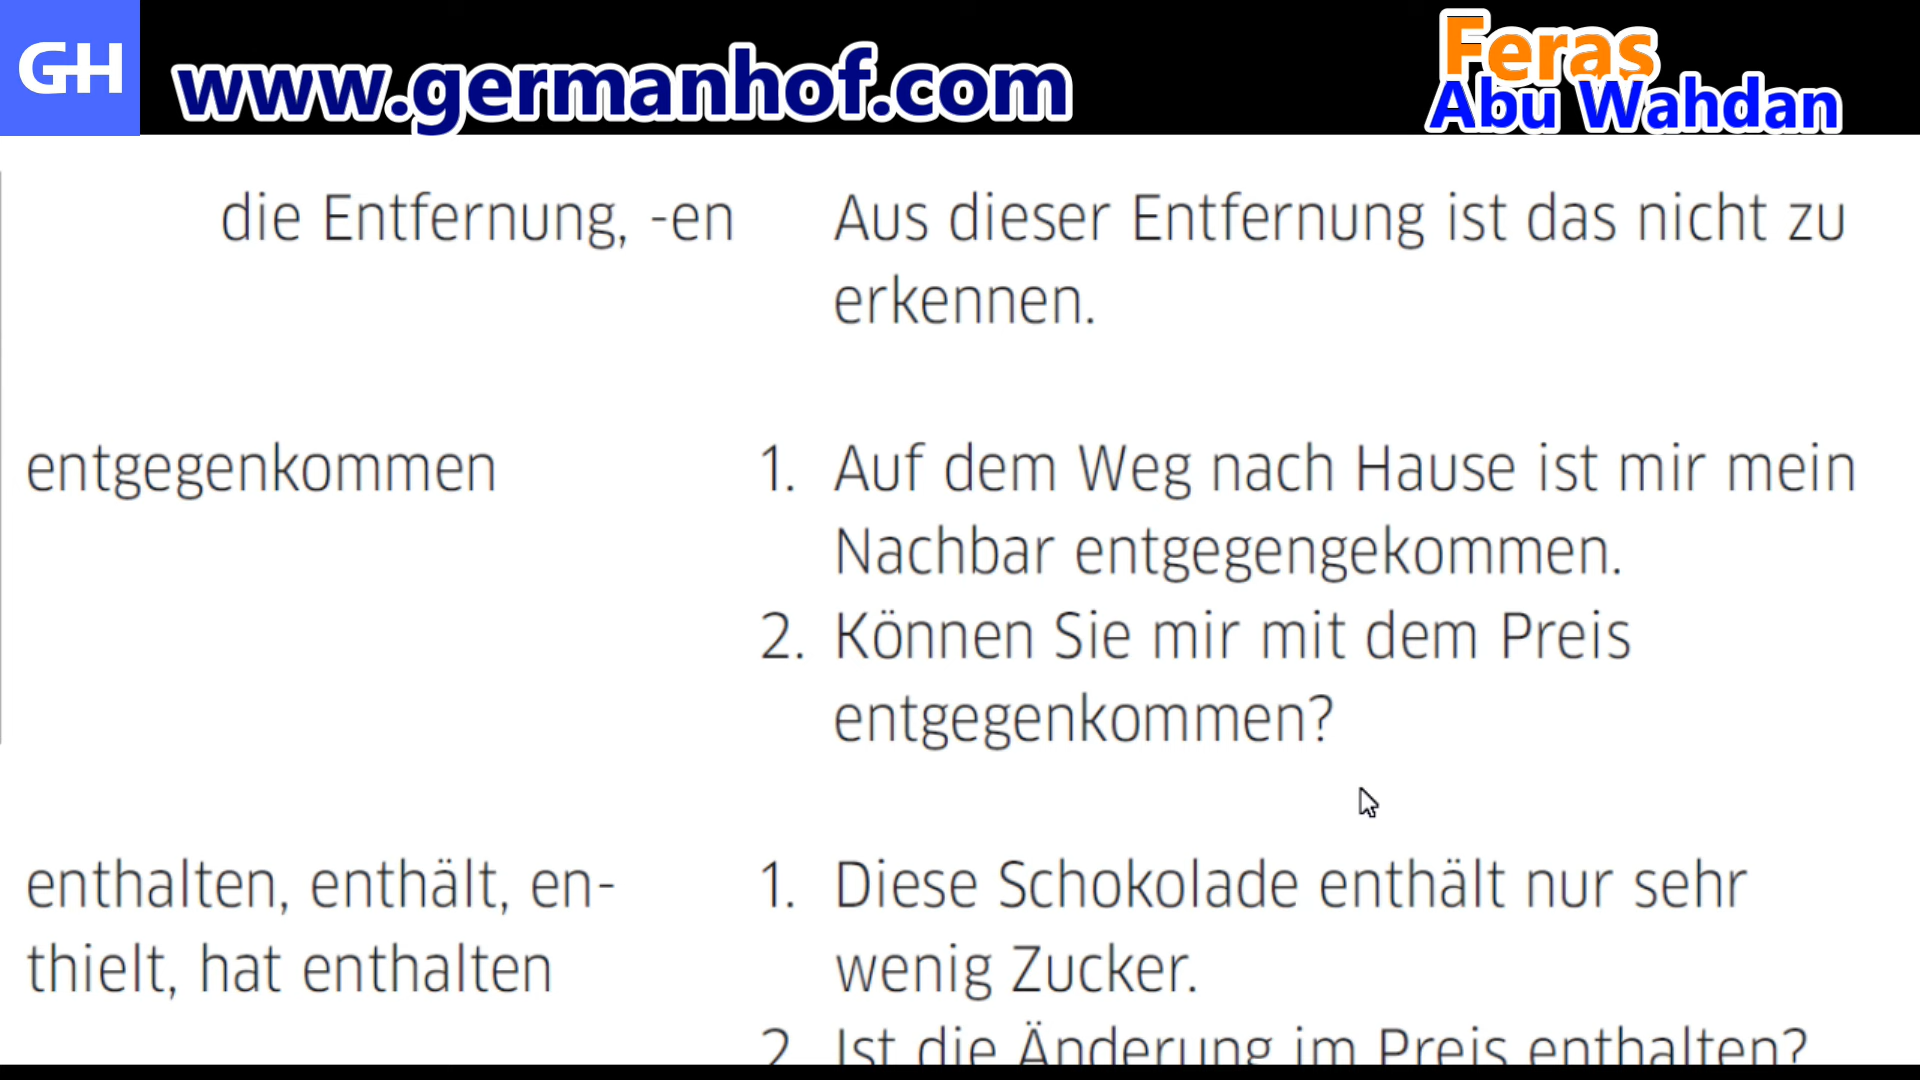 GH
www.germanhof.com
Feras
Abu Wahdan
die Entfernung, -en
Aus dieser Entfernung ist das nicht zu
erkennen.
entgegenkommen
1. Auf dem Weg nach Hause ist mir mein
Nachbar entgegengekommen.
2. Können Sie mir mit dem Preis
entgegenkommen?
enthalten, enthält, en-
thielt, hat enthalten
1. Diese Schokolade enthält nur sehr
wenig Zucker.
2 Ist die Änderung im Preis enthalten?